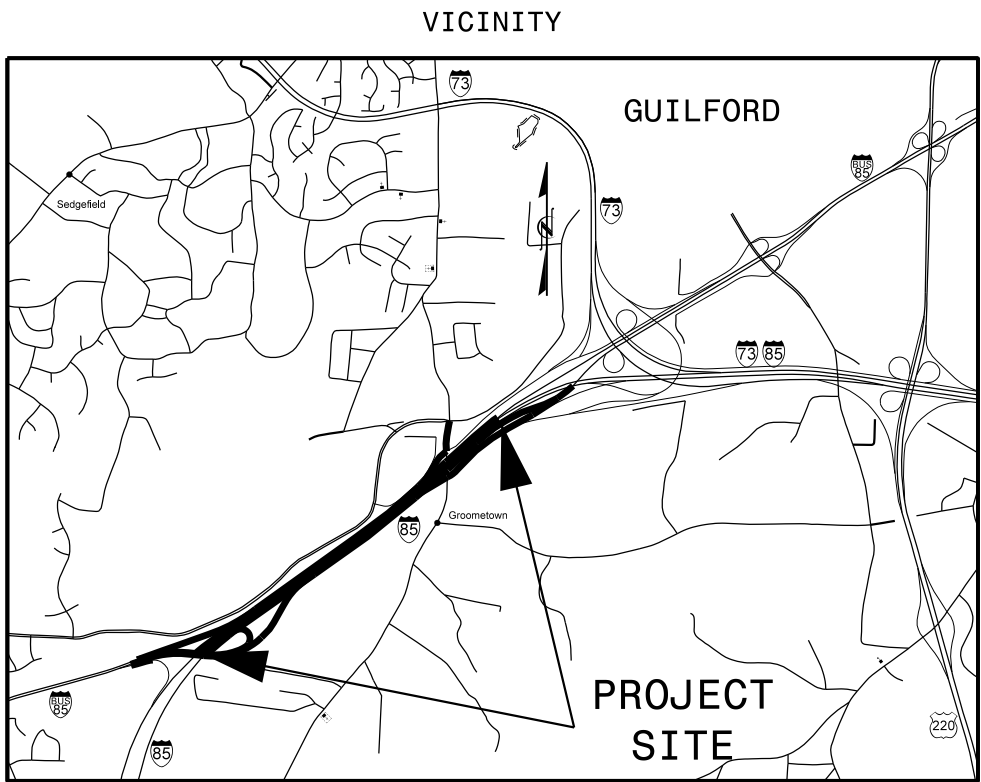 VICINITY
73
GUILFORD
BUS
85
Sedgefield
73
N
73 85
Groometown
85
PROJECT
SITE
BUS
85
220
85